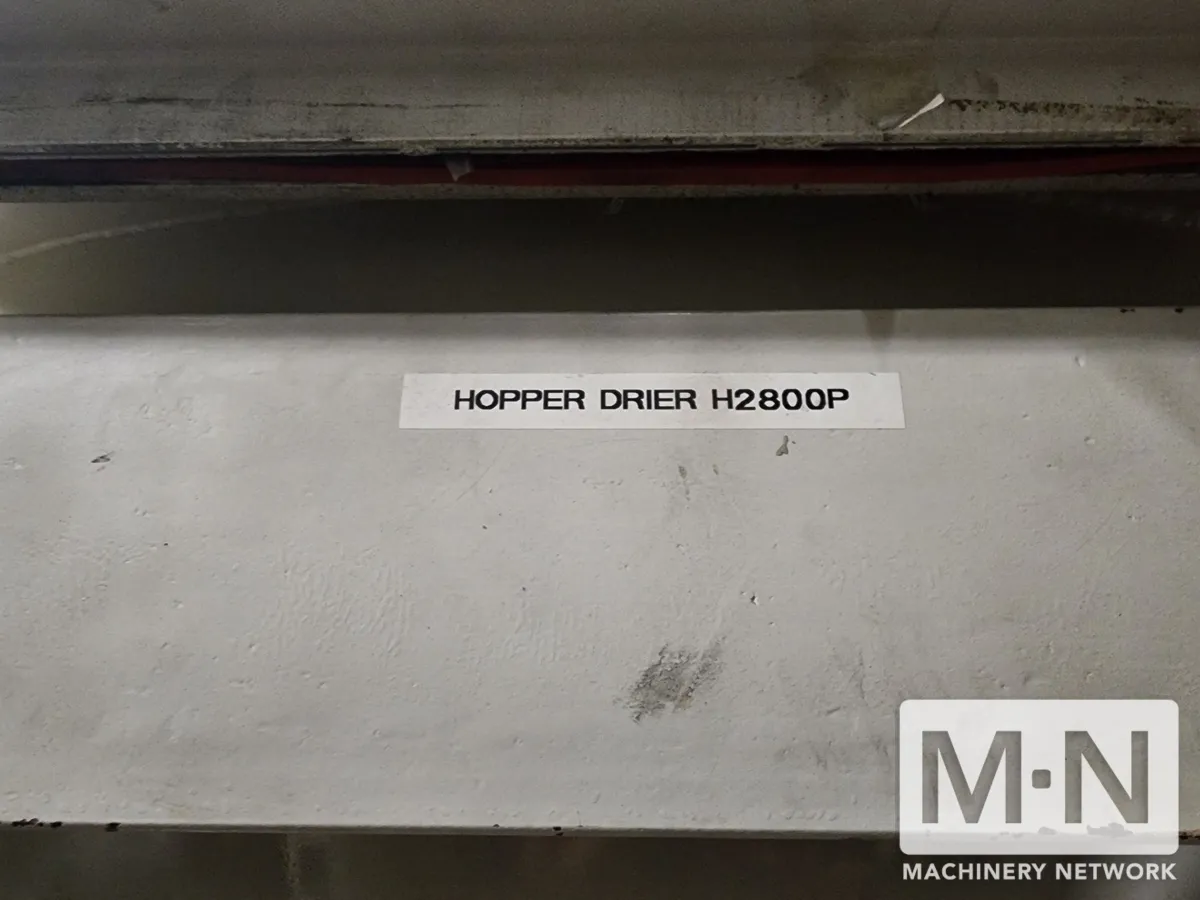 HOPPER DRIER H2800P
M·N
MACHINERY NETWORK